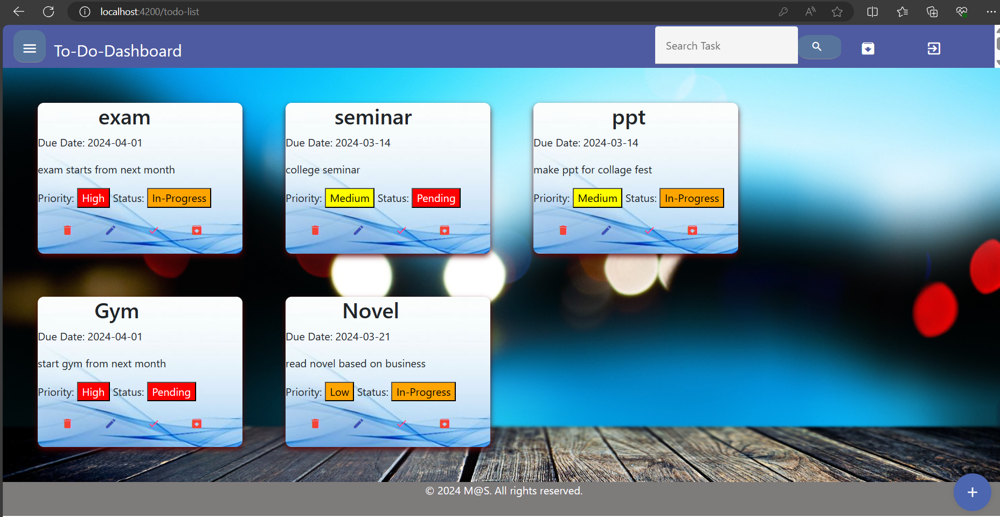 localhost:4200/todo-list
To-Do-Dashboard
Search Task
exam
Due Date: 2024-04-01
exam starts from next month
Priority: High Status: In-Progress
seminar
Due Date: 2024-03-14
college seminar
Priority: Medium Status: Pending
ppt
Due Date: 2024-03-14
make ppt for collage fest
Priority: Medium Status: In-Progress
Gym
Due Date: 2024-04-01
start gym from next month
Priority: High Status: Pending
Novel
Due Date: 2024-03-21
read novel based on business
Priority: Low Status: In-Progress
© 2024 M@S. All rights reserved.